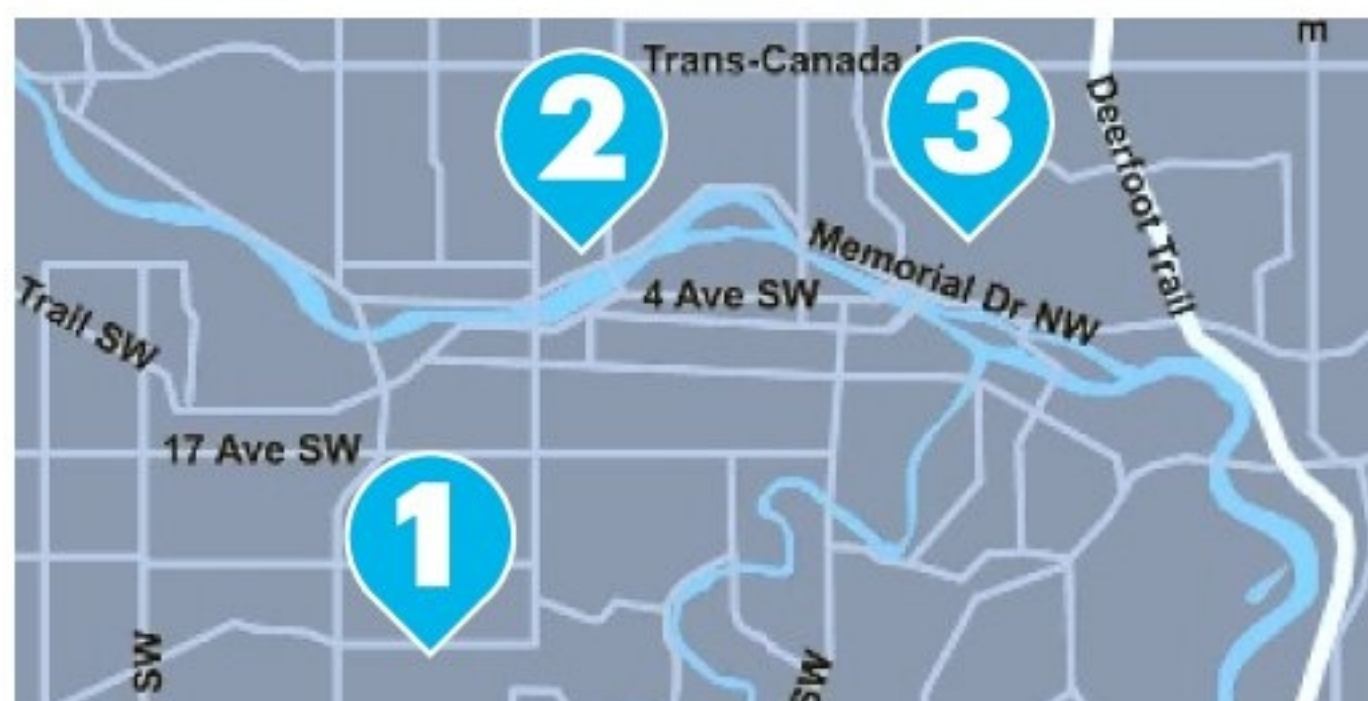 E
Trans-Canada
2
3
Deerfoot Trail
Memorial Dr NW
4 Ave SW
Trail SW
17 Ave SW
1
SW
SW